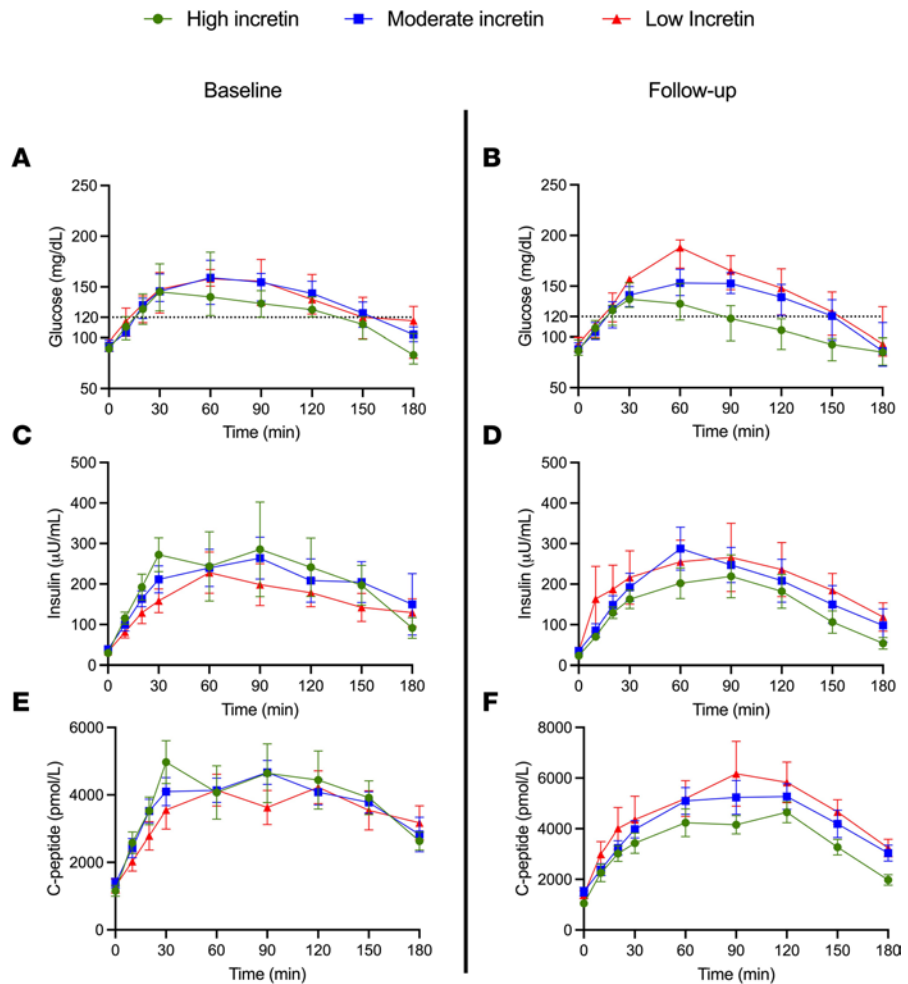 High incretin Moderate incretin Low Incretin
Baseline Follow-up
A
250
200
150
120
100
50
Glucose (mg/dL)
0 30 60 90 120 150 180
Time (min)
B
250
200
150
120
100
50
Glucose (mg/dL)
0 30 60 90 120 150 180
Time (min)
C
500
400
300
200
100
0
Insulin (μU/mL)
0 30 60 90 120 150 180
Time (min)
D
500
400
300
200
100
0
Insulin (μU/mL)
0 30 60 90 120 150 180
Time (min)
E
6000
4000
2000
0
C-peptide (pmol/L)
0 30 60 90 120 150 180
Time (min)
F
8000
6000
4000
2000
0
C-peptide (pmol/L)
0 30 60 90 120 150 180
Time (min)